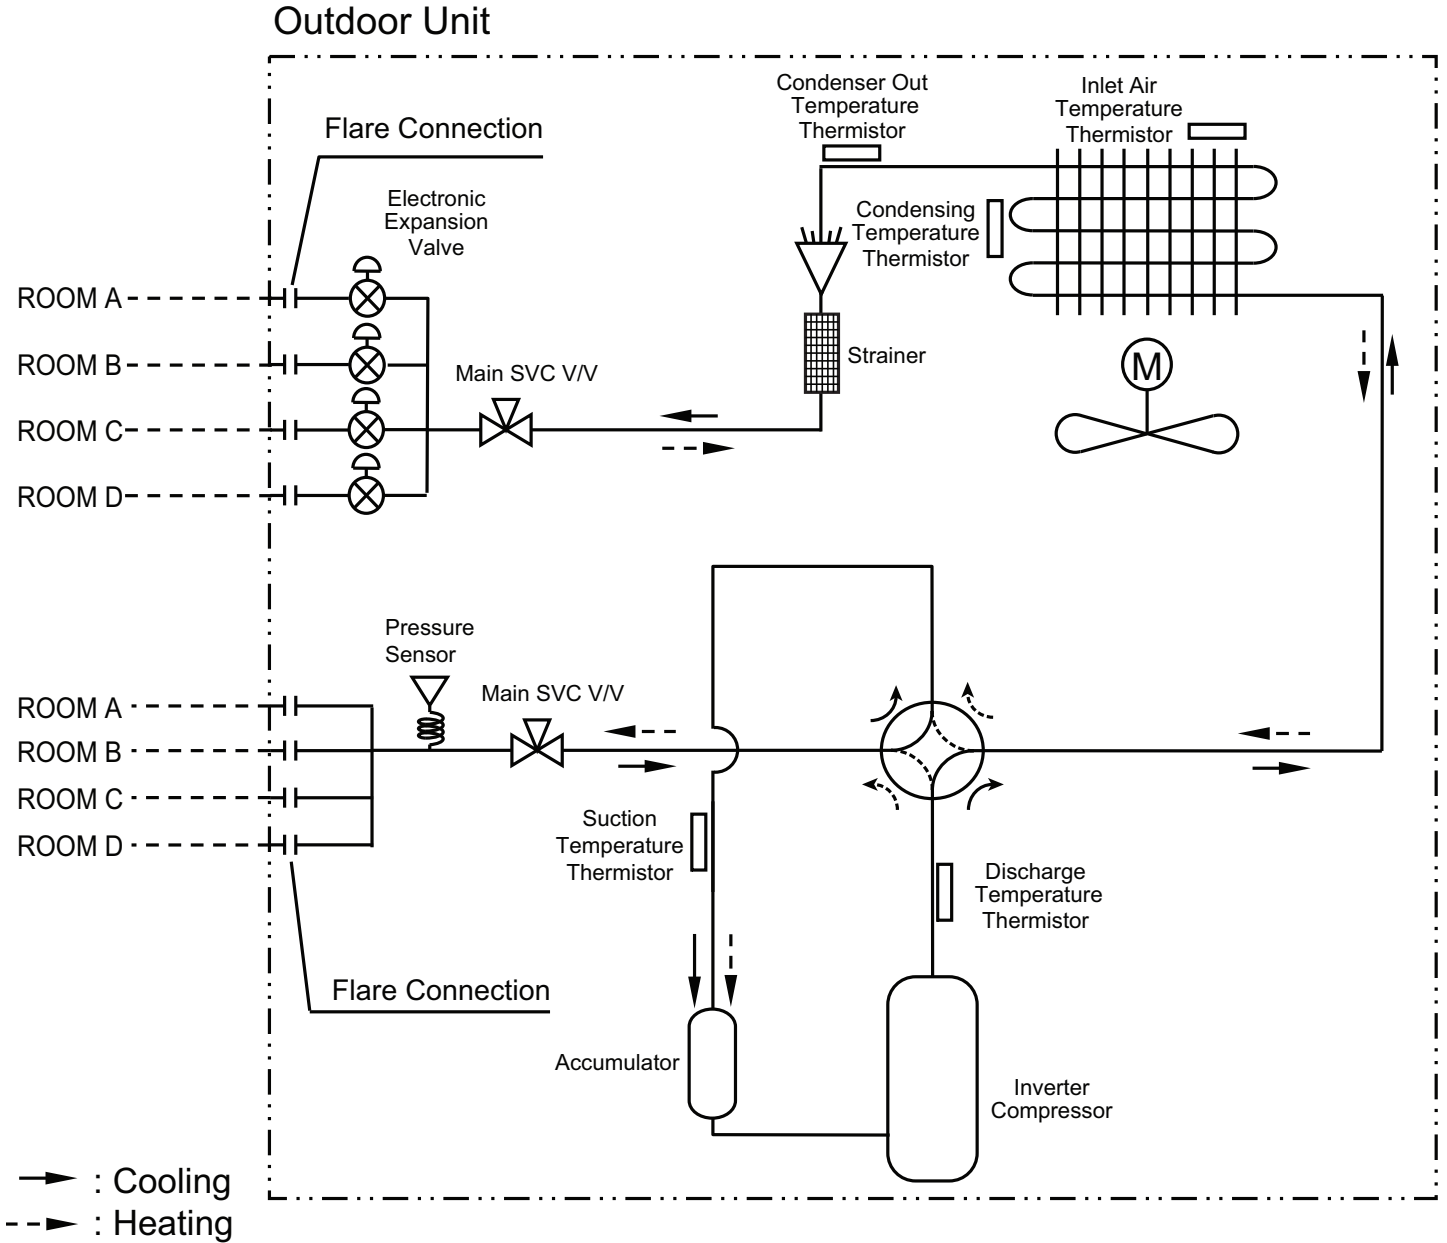 Outdoor Unit
Condenser Out
Temperature
Thermistor
Inlet Air
Temperature
Thermistor
Flare Connection
Electronic
Expansion
Valve
Condensing
Temperature
Thermistor
ROOM A
ROOM B
ROOM C
ROOM D
Main SVC V/V
Strainer
M
Pressure
Sensor
Main SVC V/V
ROOM A
ROOM B
ROOM C
ROOM D
Suction
Temperature
Thermistor
Discharge
Temperature
Thermistor
Flare Connection
Accumulator
Inverter
Compressor
: Cooling
: Heating